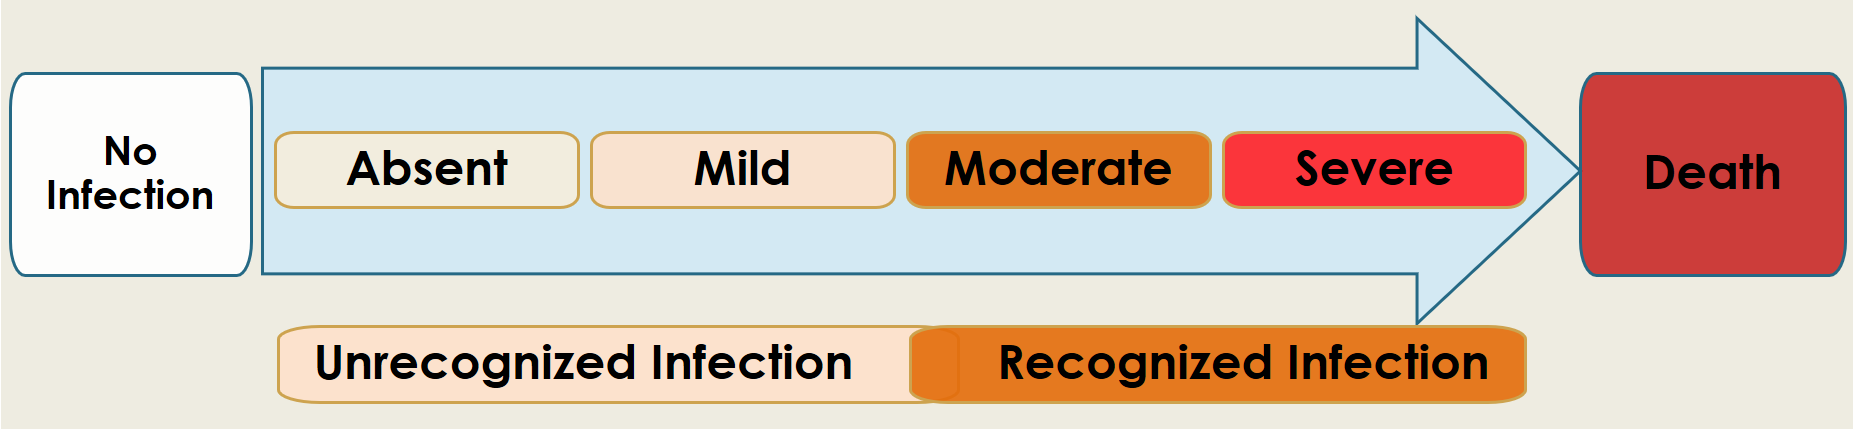 No
Infection
Absent
Mild
Moderate
Severe
Death
Unrecognized Infection
Recognized Infection